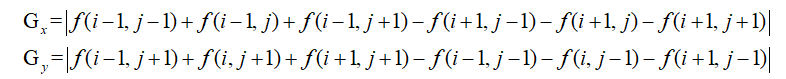 Gₓ=|f(i−1, j−1)+f(i−1, j)+f(i−1, j+1)−f(i+1, j−1)−f(i+1, j)−f(i+1, j+1)|
G_y=|f(i−1, j+1)+f(i, j+1)+f(i+1, j+1)−f(i−1, j−1)−f(i, j−1)−f(i+1, j−1)|